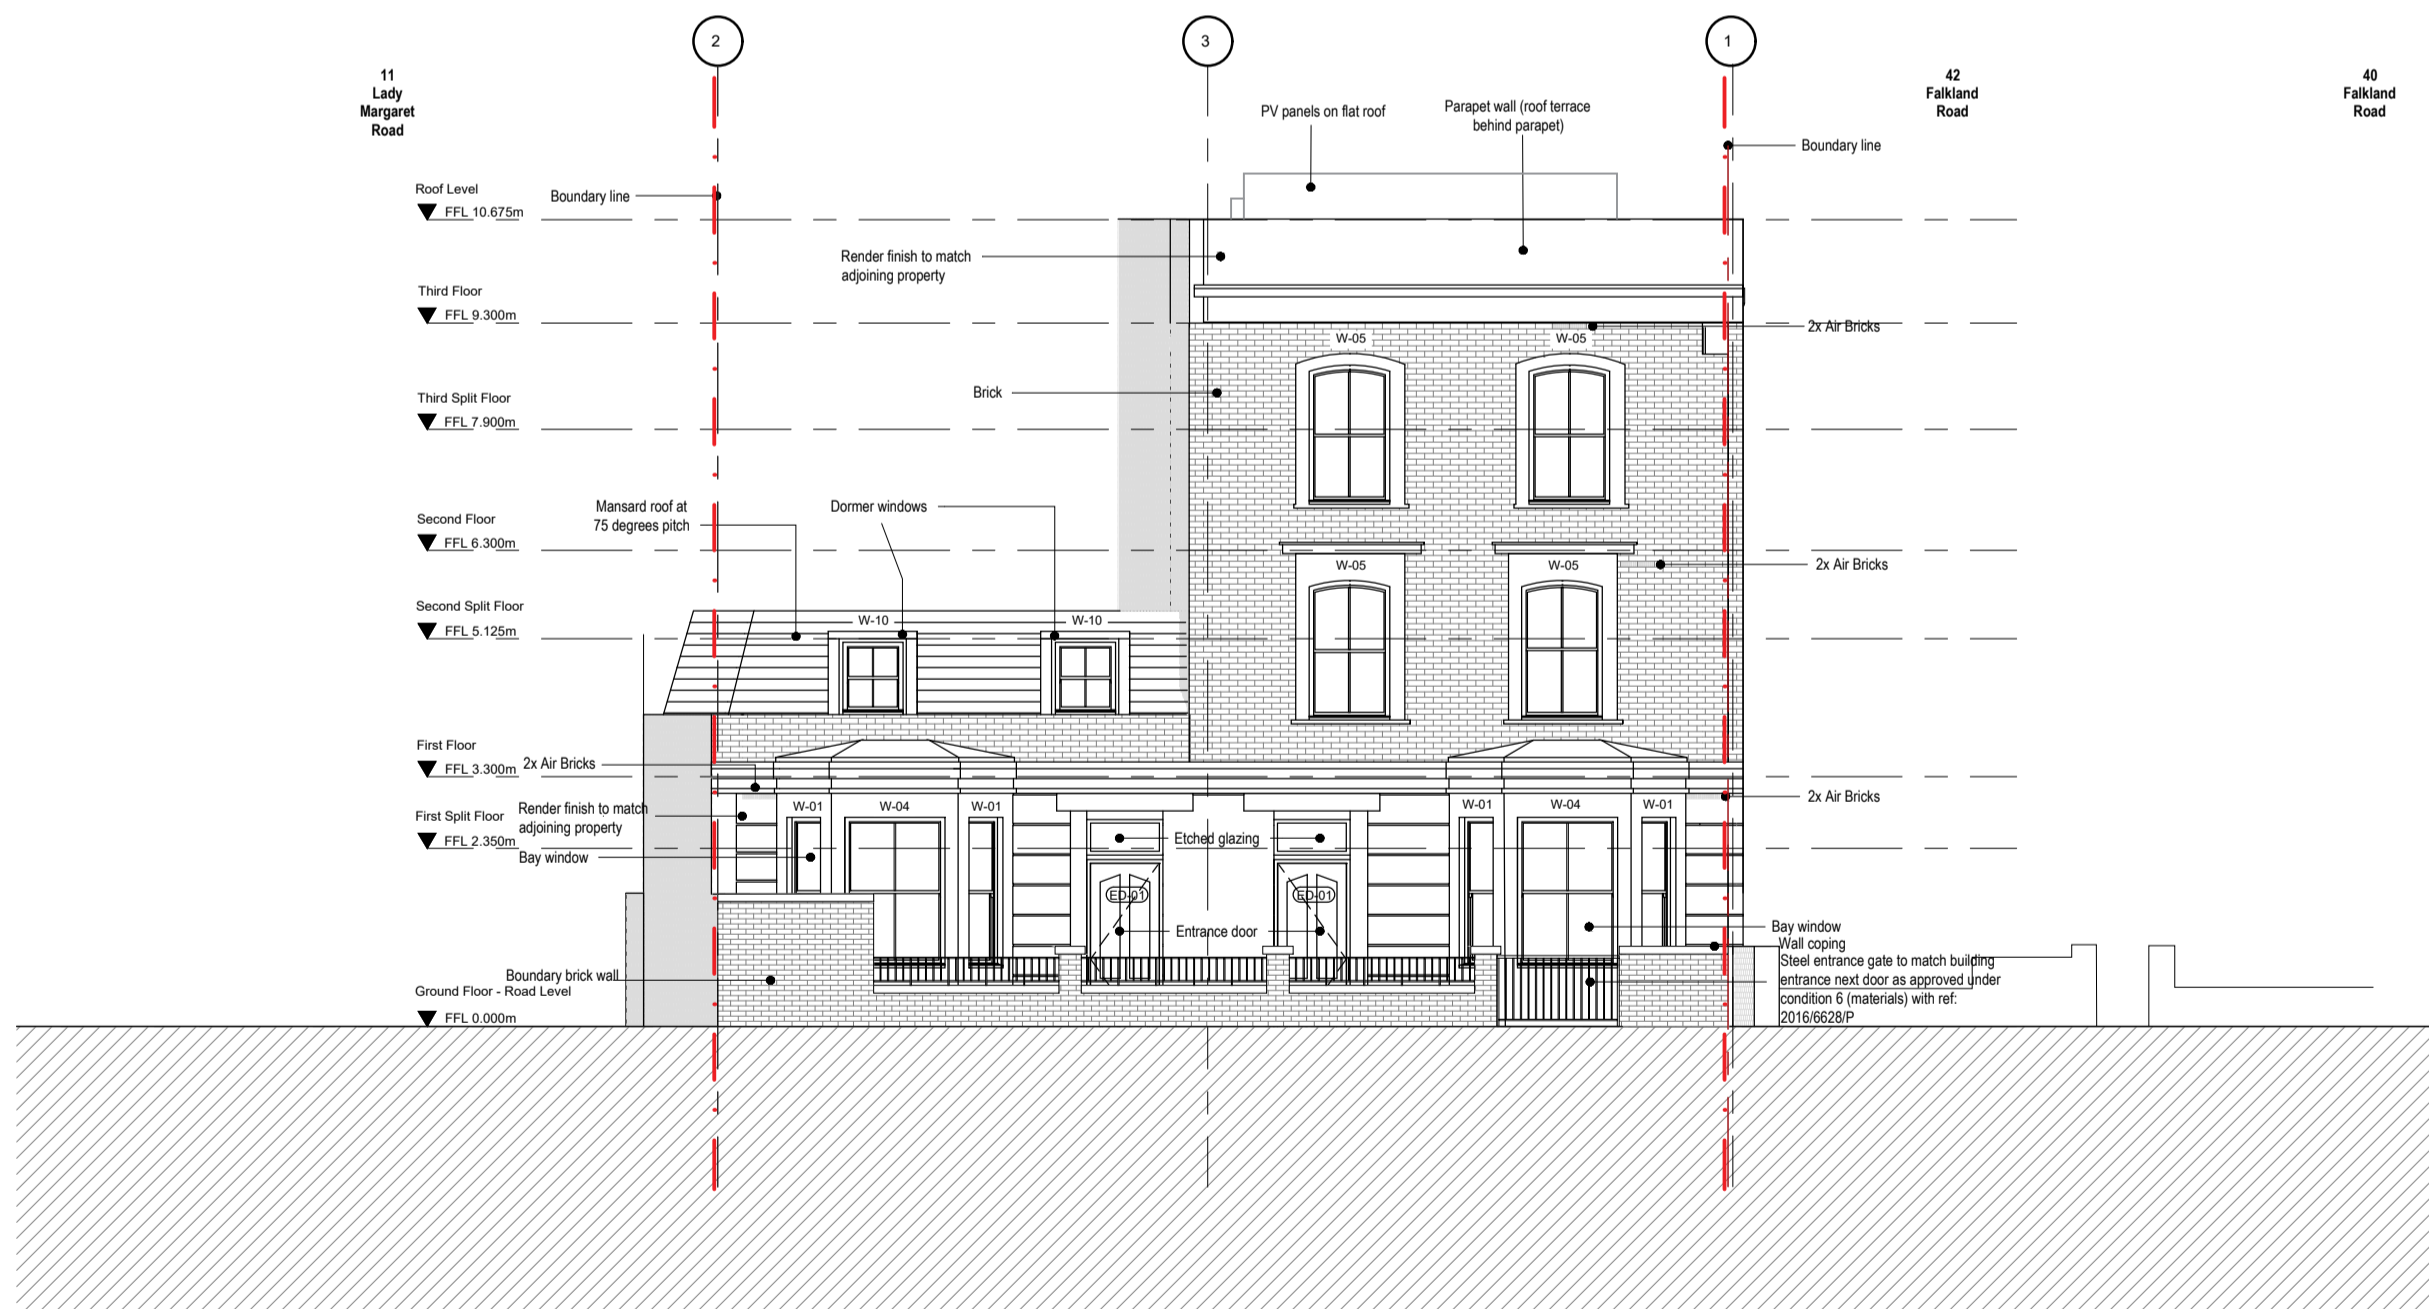 2
3
1
11
Lady
Margaret
Road
42
Falkland
Road
40
Falkland
Road
PV panels on flat roof
Parapet wall (roof terrace
behind parapet)
Boundary line
Roof Level
FFL 10.675m
Boundary line
Render finish to match
adjoining property
Third Floor
FFL 9.300m
2x Air Bricks
W-05
W-05
Brick
Third Split Floor
FFL 7.900m
Mansard roof at
75 degrees pitch
Dormer windows
Second Floor
FFL 6.300m
W-05
W-05
2x Air Bricks
Second Split Floor
FFL 5.125m
W-10
W-10
First Floor
FFL 3.300m
2x Air Bricks
2x Air Bricks
First Split Floor
FFL 2.350m
Render finish to match
adjoining property
Bay window
W-01
W-04
W-01
W-01
W-04
W-01
Etched glazing
ED-01
ED-01
Entrance door
Bay window
Wall coping
Steel entrance gate to match building
entrance next door as approved under
condition 6 (materials) with ref:
2016/6628/P
Boundary brick wall
Ground Floor - Road Level
FFL 0.000m